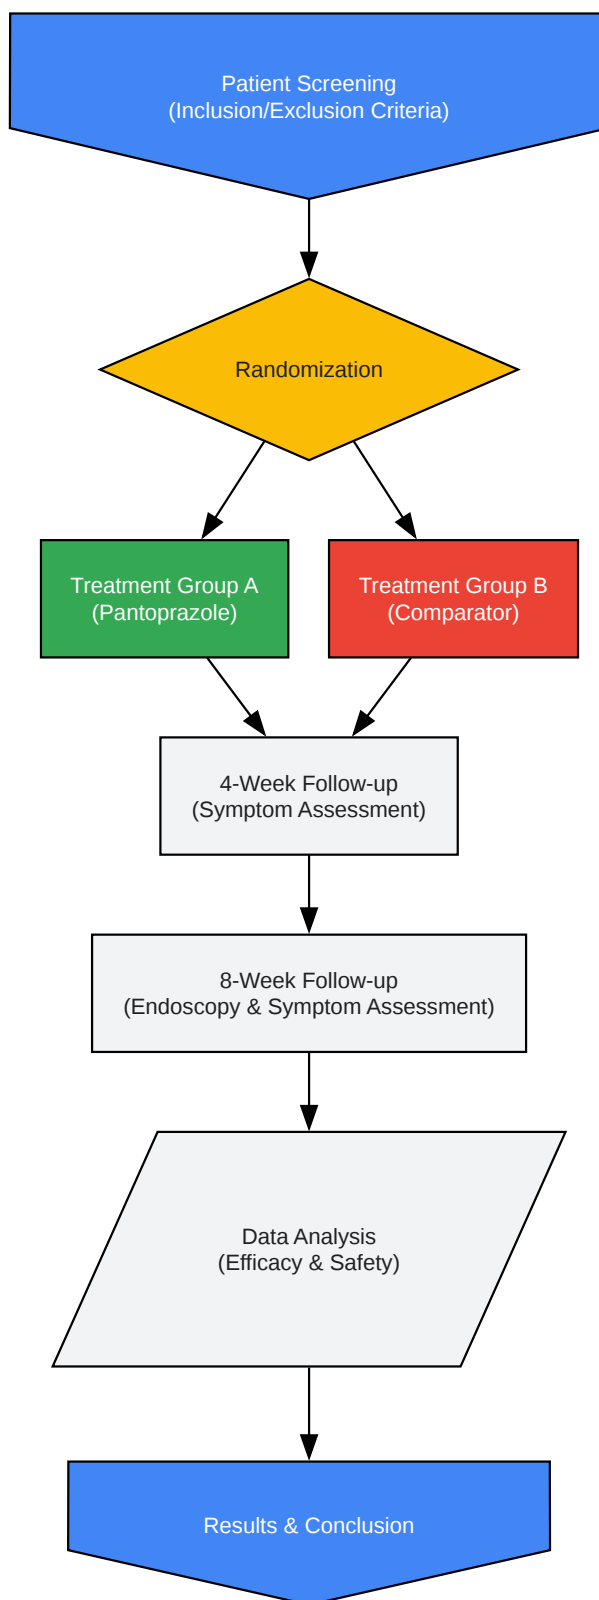 Patient Screening
(Inclusion/Exclusion Criteria)
Randomization
Treatment Group A
(Pantoprazole)
Treatment Group B
(Comparator)
4-Week Follow-up
(Symptom Assessment)
8-Week Follow-up
(Endoscopy & Symptom Assessment)
Data Analysis
(Efficacy & Safety)
Results & Conclusion